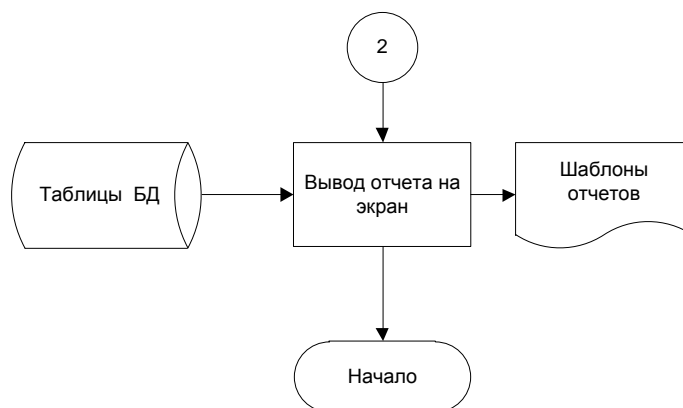 2
Таблицы БД
Вывод отчета на
экран
Шаблоны
отчетов
Начало